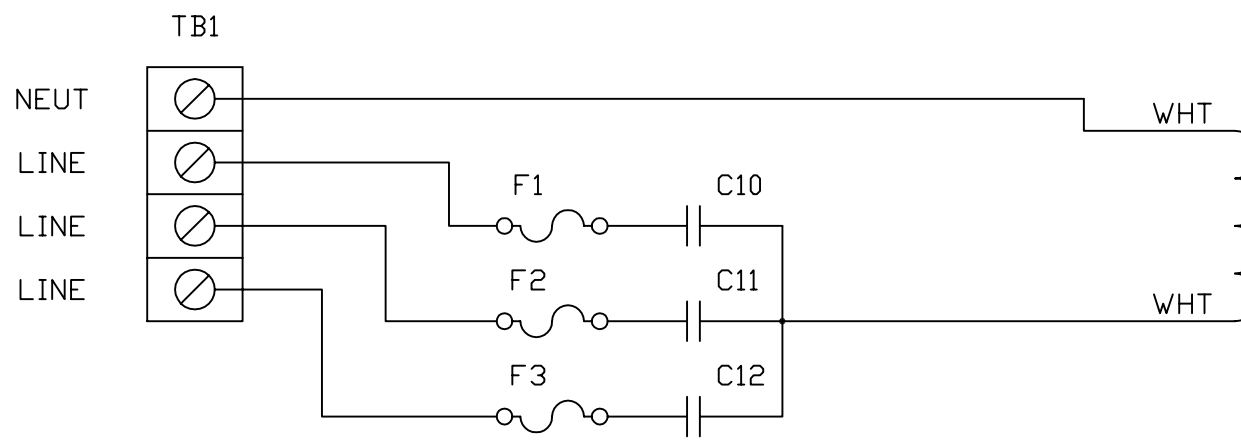 TB1
NEUT
WHT
LINE
F1
C10
LINE
F2
C11
LINE
WHT
F3
C12